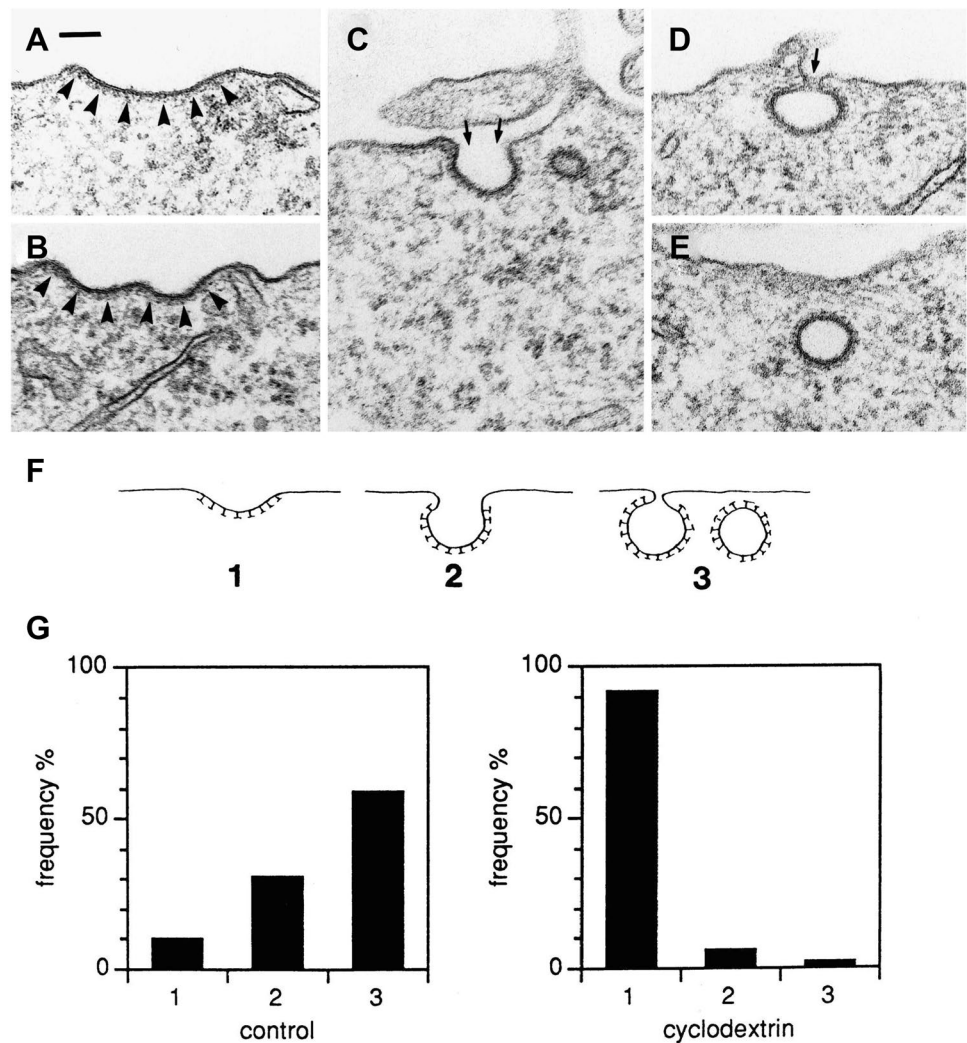 A
B
C
D
E
F
1 2 3
G
100
50
0
frequency %
1 2 3
control
100
50
0
frequency %
1 2 3
cyclodextrin